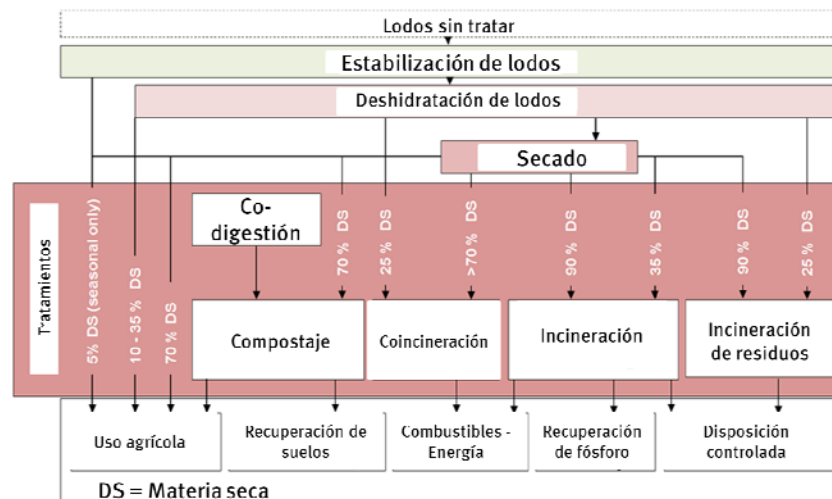 Lodos sin tratar
Estabilización de lodos
Deshidratación de lodos
Secado
Tratamientos
5% DS (seasonal only)
10 - 35 % DS
70 % DS
Co-
digestión
70 % DS
25 % DS
>70 % DS
90 % DS
35 % DS
90 % DS
25 % DS
Compostaje
Coincineración
Incineración
Incineración
de residuos
Uso agrícola
Recuperación de
suelos
Combustibles -
Energía
Recuperación
de fósforo
Disposición
controlada
DS = Materia seca